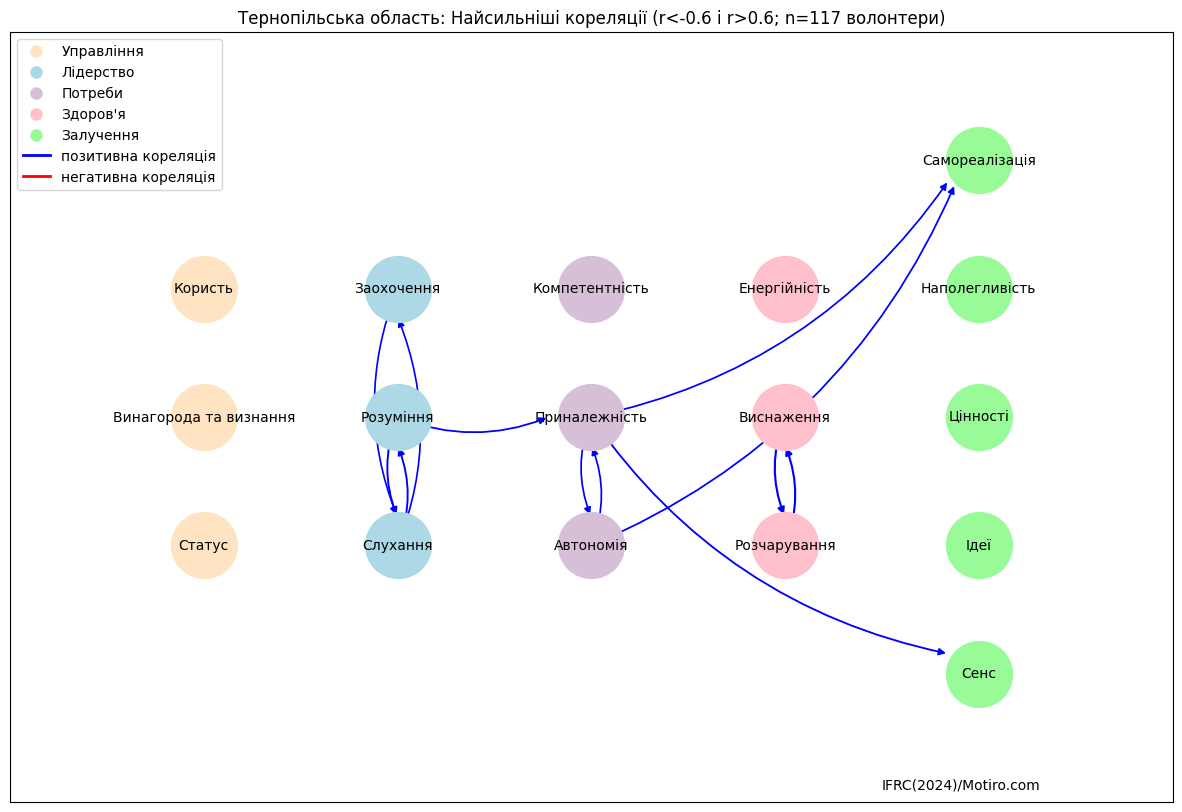 Тернопільська область: Найсильніші кореляції (r<-0.6 і r>0.6; n=117 волонтери)
Управління
Лідерство
Потреби
Здоров'я
Залучення
позитивна кореляція
негативна кореляція
Самореалізація
Користь
Заохочення
Компетентність
Енергійність
Наполегливість
Винагорода та визнання
Розуміння
Приналежність
Виснаження
Цінності
Статус
Слухання
Автономія
Розчарування
Ідеї
Сенс
IFRC(2024)/Motiro.com